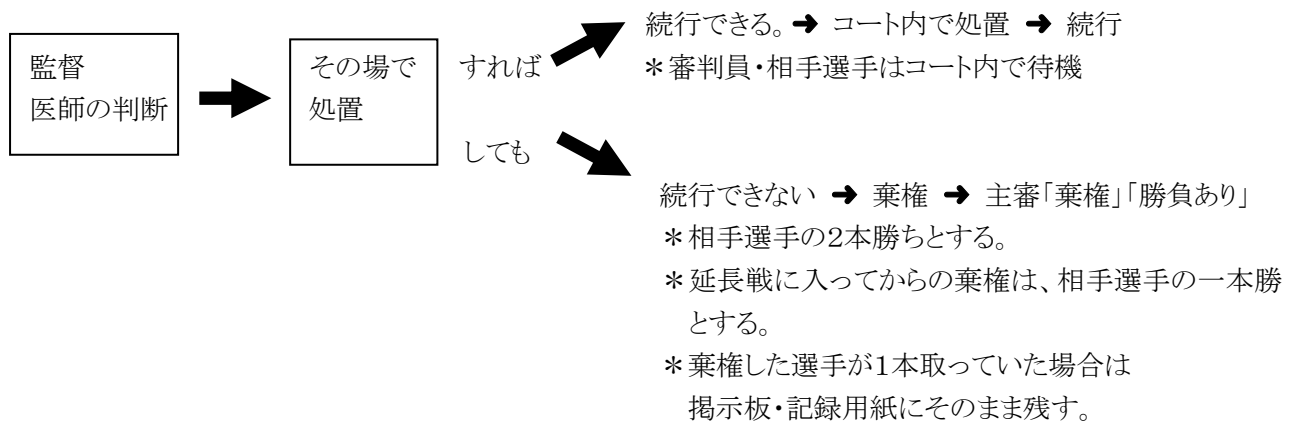 監督
医師の判断
その場で
処置
すれば
しても
続行できる。➜ コート内で処置 ➜ 続行
＊審判員・相手選手はコート内で待機
続行できない ➜ 棄権 ➜ 主審「棄権」「勝負あり」
＊相手選手の２本勝ちとする。
＊延長戦に入ってからの棄権は、相手選手の一本勝
とする。
＊棄権した選手が１本取っていた場合は
掲示板・記録用紙にそのまま残す。